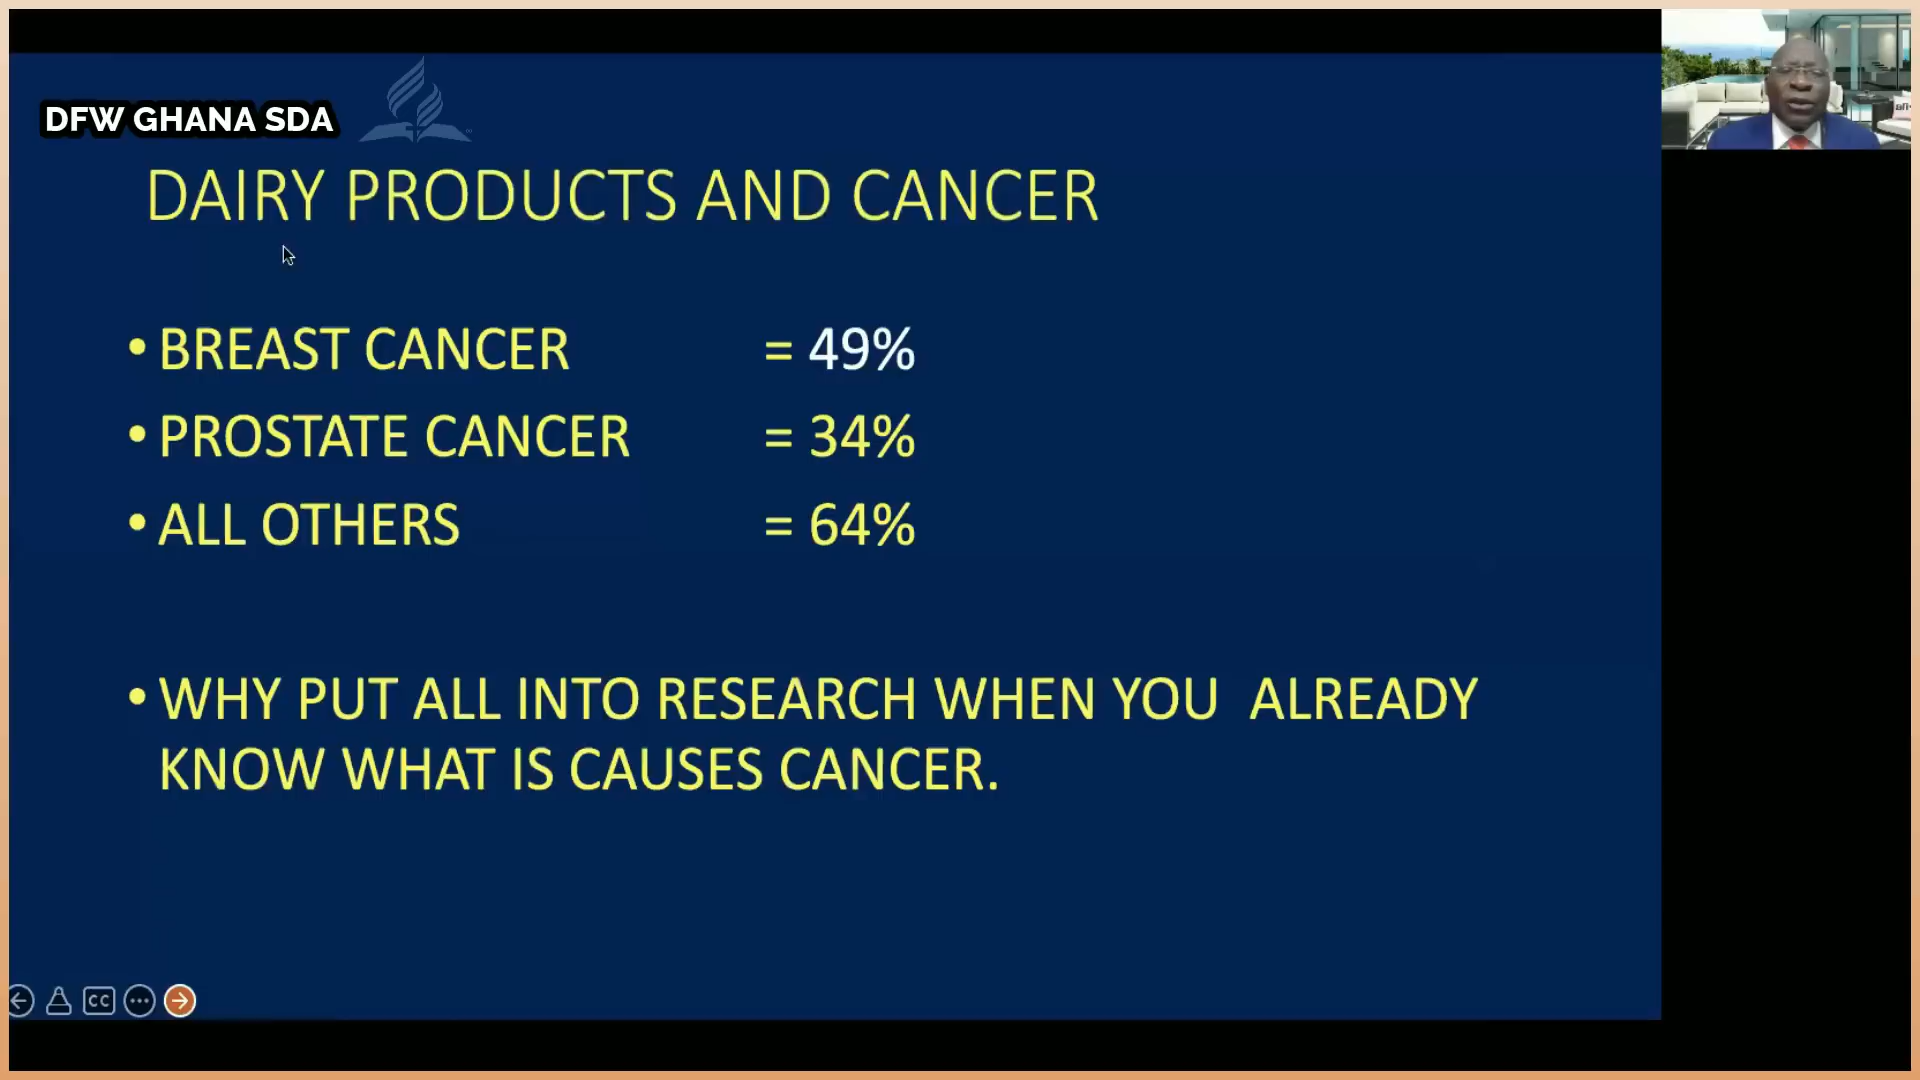 DFW GHANA SDA
DAIRY PRODUCTS AND CANCER
• BREAST CANCER = 49%
• PROSTATE CANCER = 34%
• ALL OTHERS = 64%
• WHY PUT ALL INTO RESEARCH WHEN YOU ALREADY
KNOW WHAT IS CAUSES CANCER.
CC